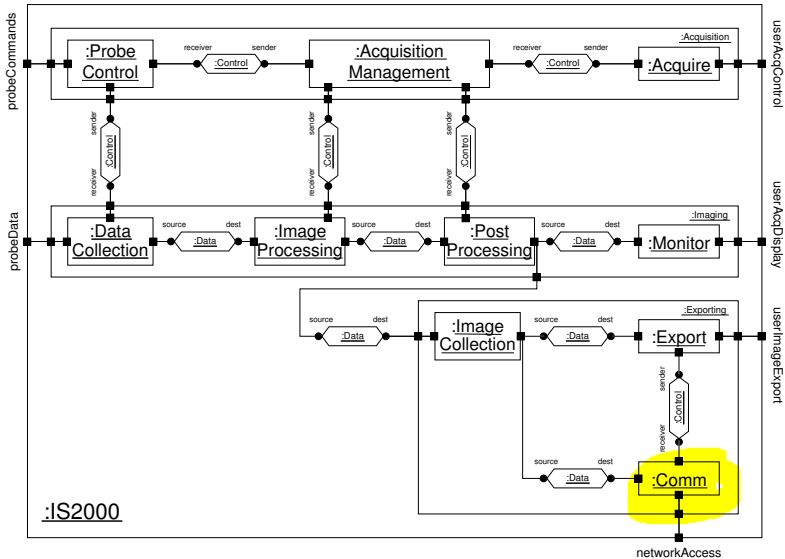 probeCommands
:Acquisition
userAcqControl
:Probe
Control
receiver
sender
:Control
:Acquisition
Management
receiver
sender
:Control
:Acquire
sender
:Control
receiver
sender
:Control
receiver
sender
:Control
receiver
probeData
:Imaging
userAcqDisplay
:Data
Collection
source
dest
:Data
:Image
Processing
source
dest
:Data
:Post
Processing
source
dest
:Data
:Monitor
:Exporting
userImageExport
source
dest
:Data
:Image
Collection
source
dest
:Data
:Export
sender
:Control
receiver
source
dest
:Data
:Comm
:IS2000
networkAccess